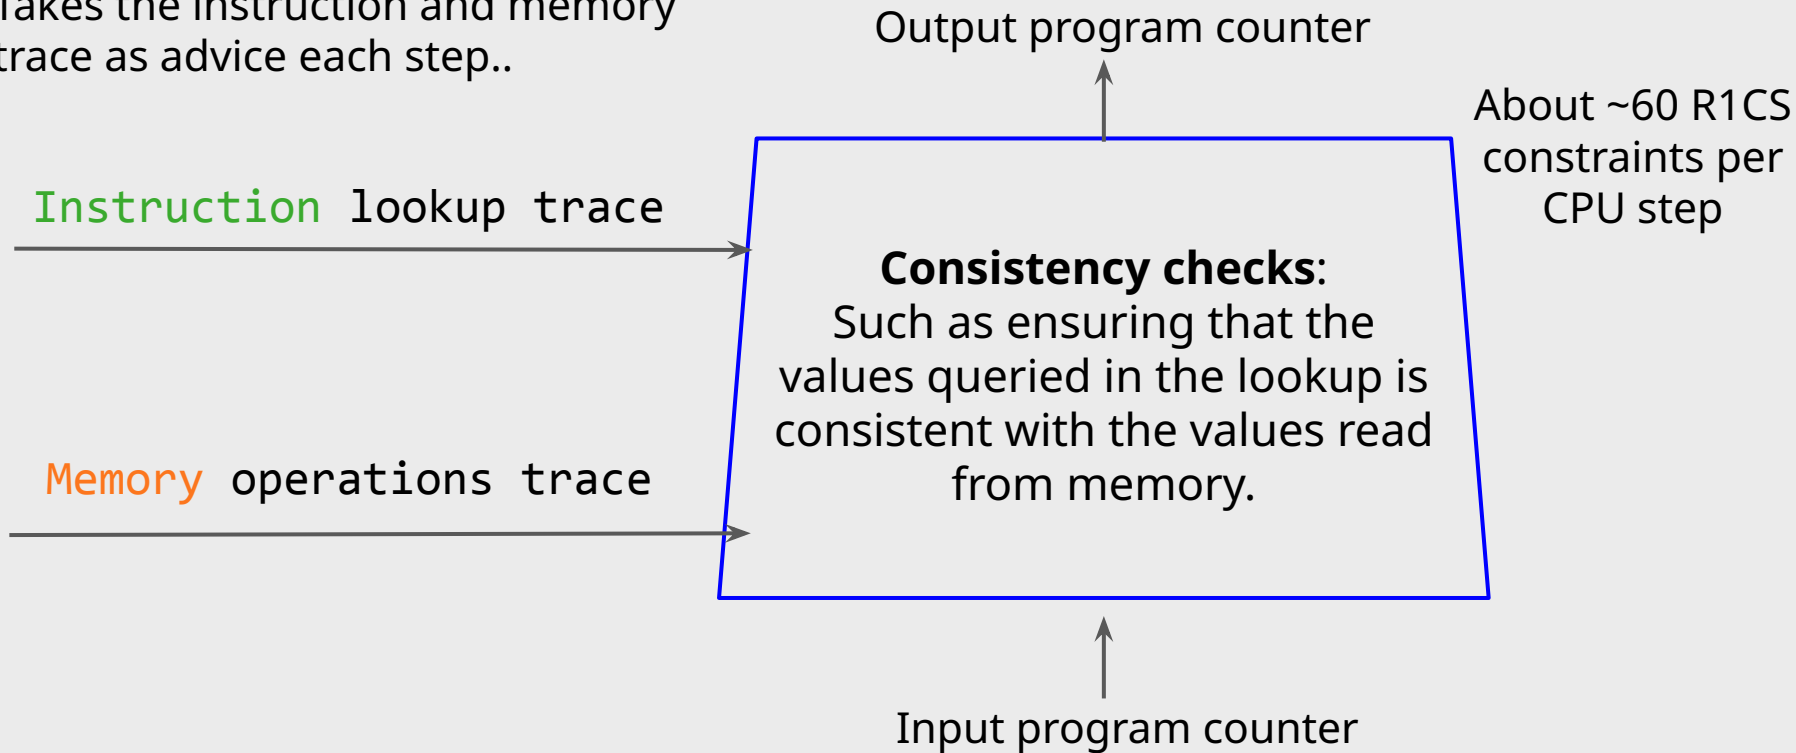 Takes the instruction and memory
trace as advice each step..
Output program counter
About ~60 R1CS
constraints per
CPU step
Instruction lookup trace
Consistency checks:
Such as ensuring that the
values queried in the lookup is
consistent with the values read
from memory.
Memory operations trace
Input program counter